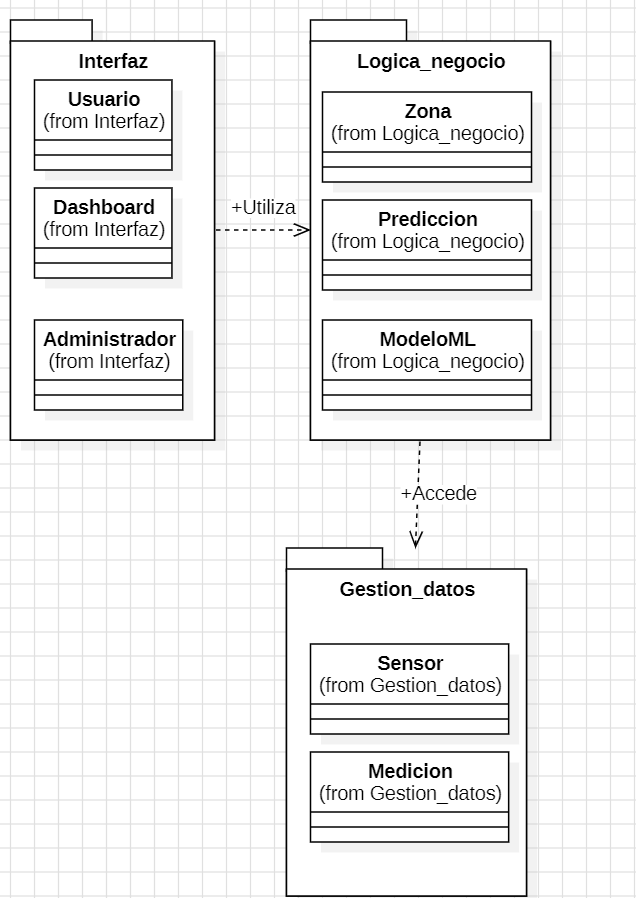 Interfaz
Usuario
(from Interfaz)
Dashboard
(from Interfaz)
Administrador
(from Interfaz)
+Utiliza
Logica_negocio
Zona
(from Logica_negocio)
Prediccion
(from Logica_negocio)
ModeloML
(from Logica_negocio)
+Accede
Gestion_datos
Sensor
(from Gestion_datos)
Medicion
(from Gestion_datos)